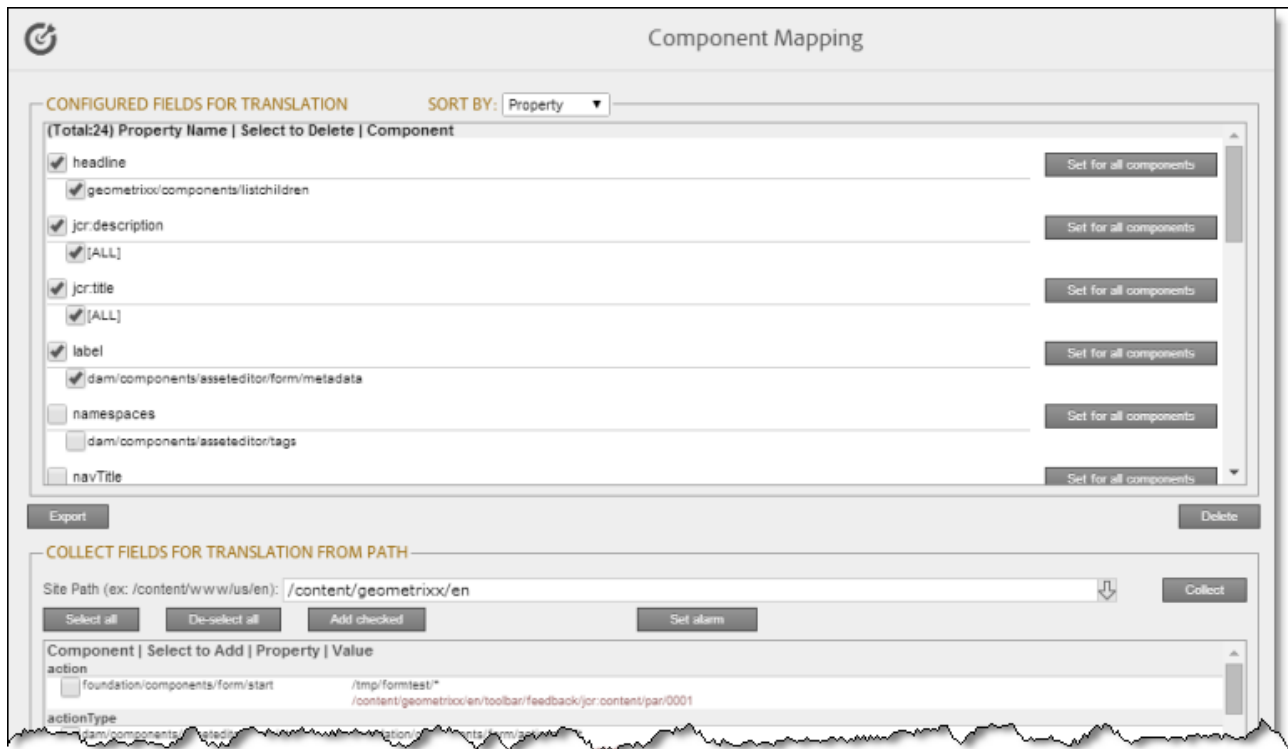 Component Mapping
CONFIGURED FIELDS FOR TRANSLATION SORT BY: Property
(Total:24) Property Name | Select to Delete | Component
headline Set for all components
geometrixx/components/listchildren
jcr:description Set for all components
[ALL]
jcr:title Set for all components
[ALL]
label Set for all components
dam/components/asseteditor/form/metadata
namespaces Set for all components
dam/components/asseteditor/tags
navTitle Set for all components
Export Delete
COLLECT FIELDS FOR TRANSLATION FROM PATH
Site Path (ex: /content/www/us/en): /content/geometrixx/en Collect
Select all De-select all Add checked Set alarm
Component | Select to Add | Property | Value
action
foundation/components/form/start /tmp/formtest/*
/content/geometrixx/en/toolbar/feedback/jcr:content/par/0001
actionType